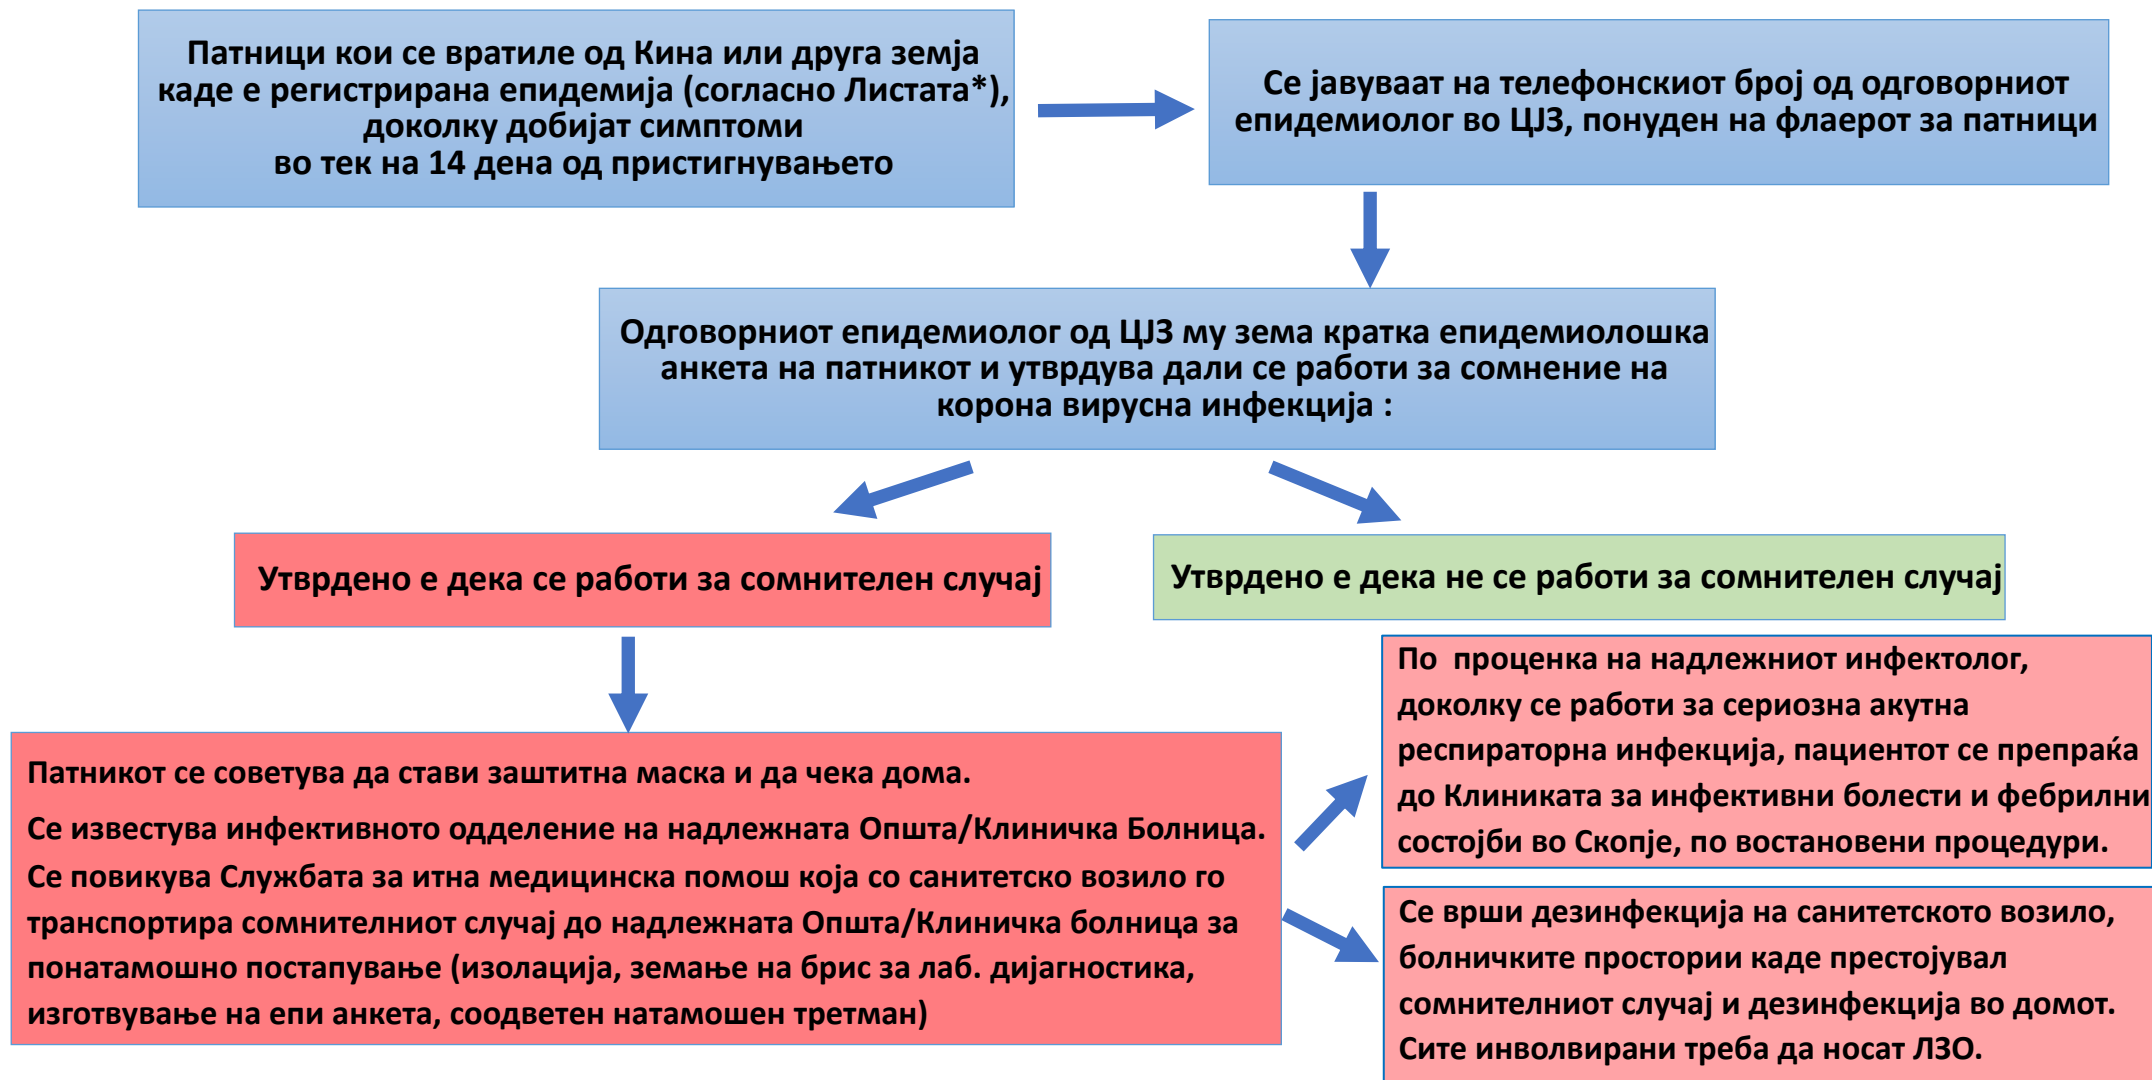 Патници кои се вратиле од Кина или друга земја
каде е регистрирана епидемија (согласно Листата*),
доколку добијат симптоми
во тек на 14 дена од пристигнувањето
Се јавуваат на телефонскиот број од одговорниот
епидемиолог во ЦЈЗ, понуден на флаерот за патници
Одговорниот епидемиолог од ЦЈЗ му зема кратка епидемиолошка
анкета на патникот и утврдува дали се работи за сомнение на
корона вирусна инфекција :
Утврдено е дека се работи за сомнителен случај
Утврдено е дека не се работи за сомнителен случај
Патникот се советува да стави заштитна маска и да чека дома.
Се известува инфективното одделение на надлежната Општа/Клиничка Болница.
Се повикува Службата за итна медицинска помош која со санитетско возило го
транспортира сомнителниот случај до надлежната Општа/Клиничка болница за
понатамошно постапување (изолација, земање на брис за лаб. дијагностика,
изготвување на епи анкета, соодветен натамошен третман)
По  проценка на надлежниот инфектолог,
доколку се работи за сериозна акутна
респираторна инфекција, пациентот се препраќа
до Клиниката за инфективни болести и фебрилни
состојби во Скопје, по востановени процедури.
Се врши дезинфекција на санитетското возило,
болничките простории каде престојувал
сомнителниот случај и дезинфекција во домот.
Сите инволвирани треба да носат ЛЗО.